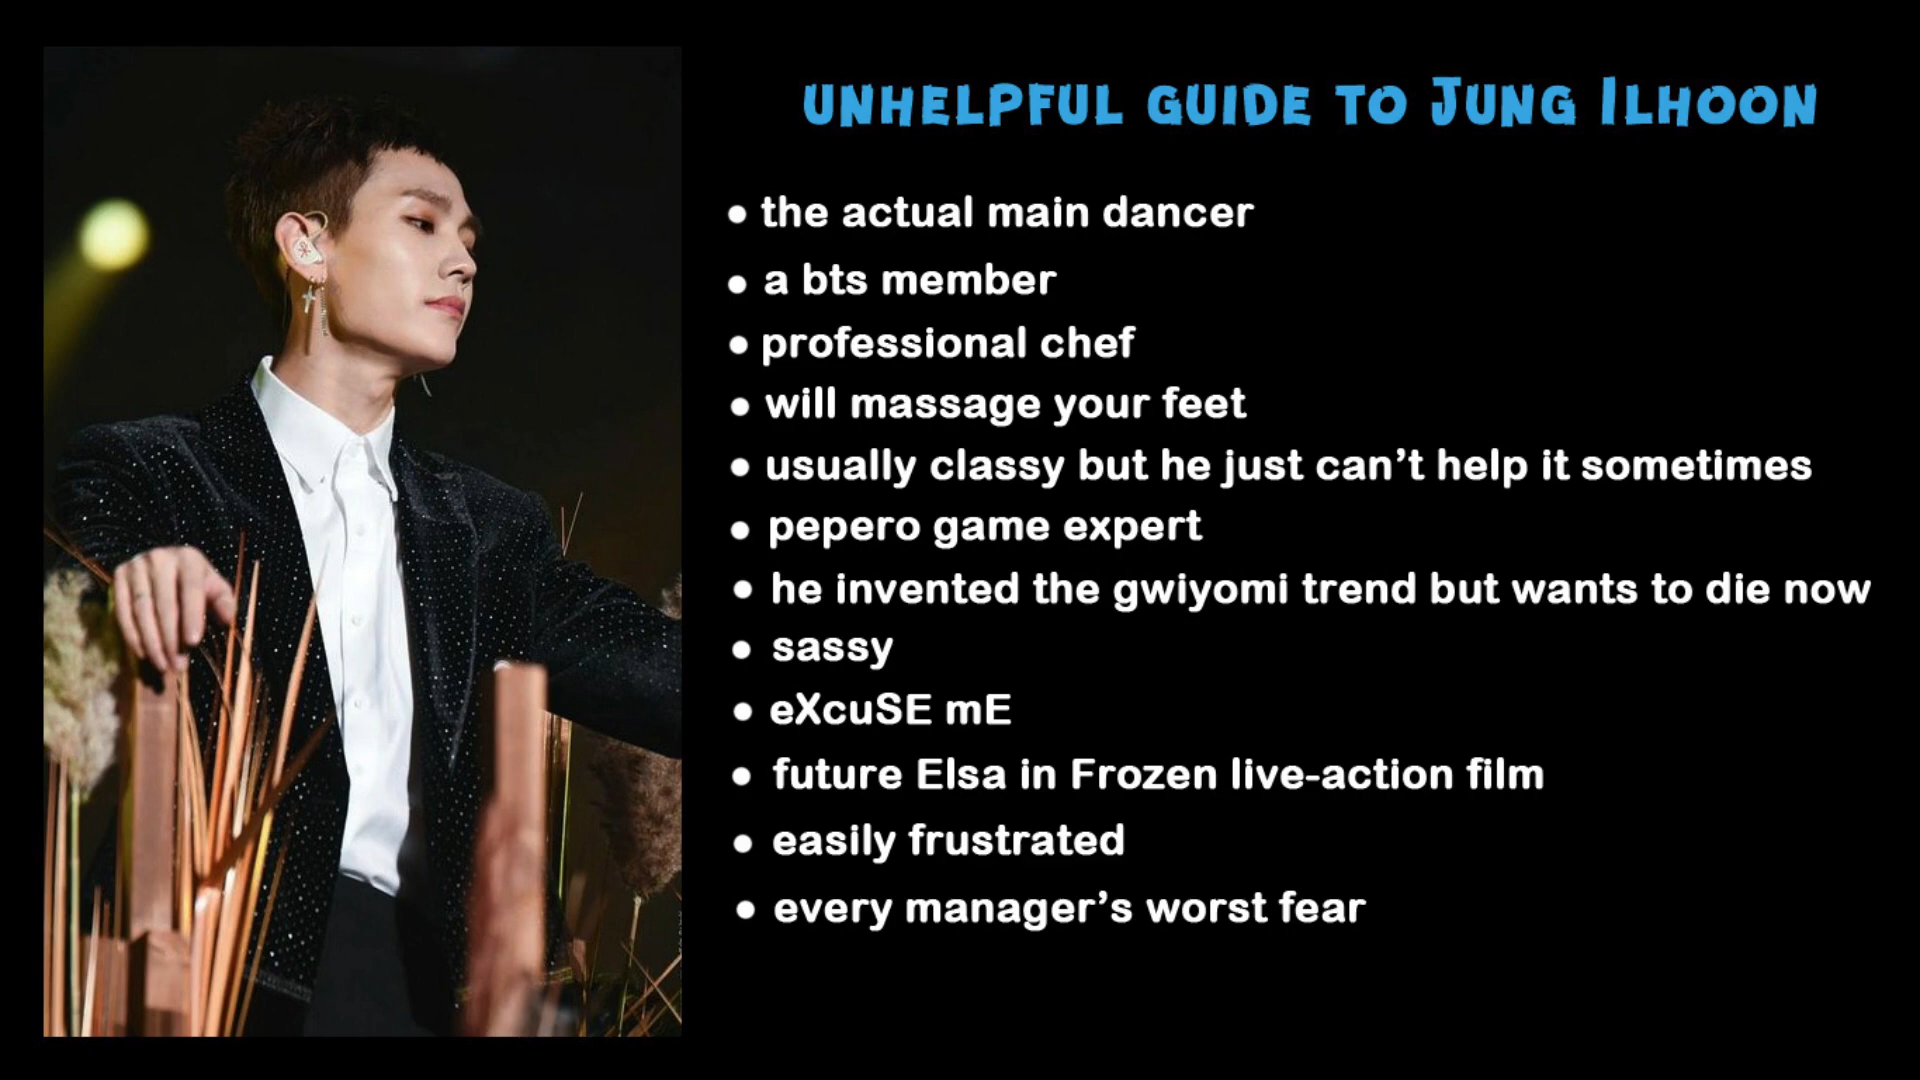 UNHELPFUL GUIDE TO JUNG ILHOON
• the actual main dancer
• a bts member
• professional chef
• will massage your feet
• usually classy but he just can’t help it sometimes
• pepero game expert
• he invented the gwiyomi trend but wants to die now
• sassy
• eXcuSE mE
• future Elsa in Frozen live-action film
• easily frustrated
• every manager’s worst fear